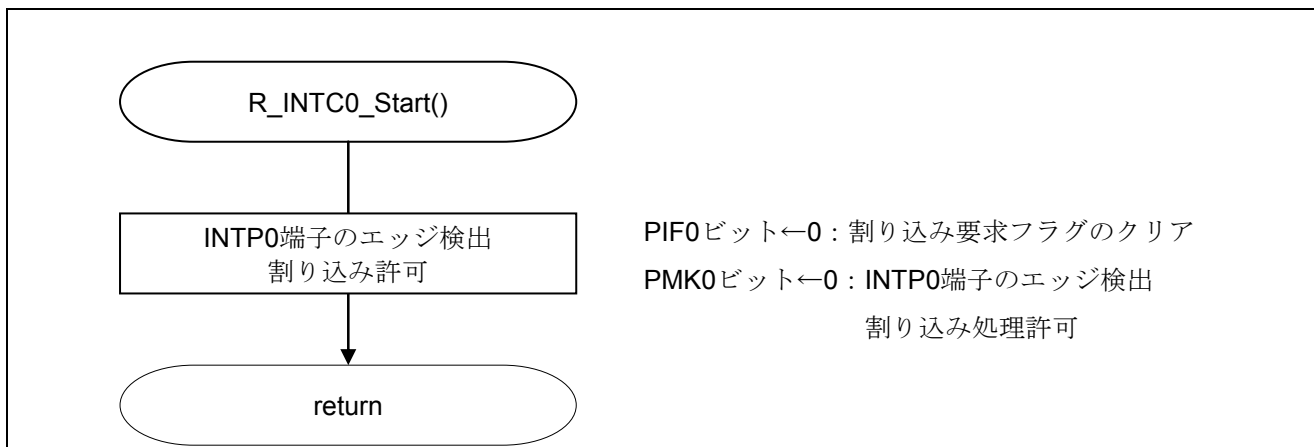 R_INTC0_Start()
INTP0端子のエッジ検出
割り込み許可
PIF0ビット←0：割り込み要求フラグのクリア
PMK0ビット←0：INTP0端子のエッジ検出
割り込み処理許可
return